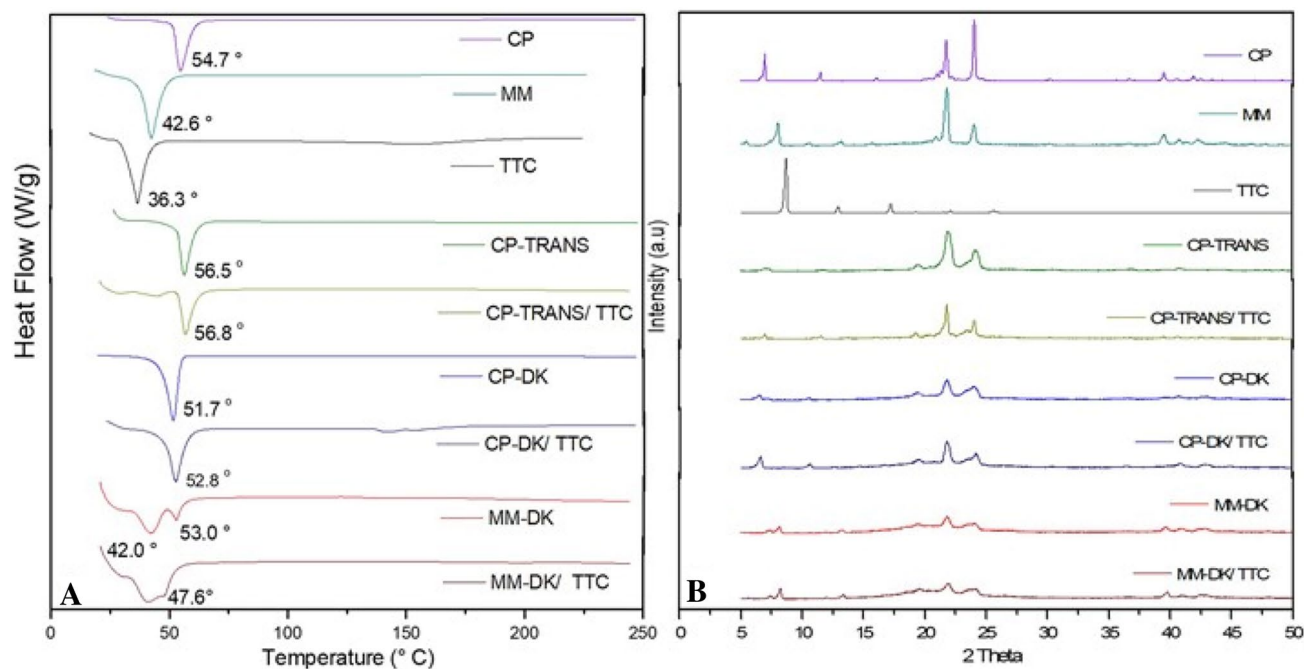 CP
54.7 °
MM
42.6 °
TTC
36.3 °
CP-TRANS
56.5 °
CP-TRANS/ TTC
56.8 °
CP-DK
51.7 °
CP-DK/ TTC
52.8 °
MM-DK
53.0 °
42.0 °
MM-DK/ TTC
47.6°
A
Heat Flow (W/g)
0 50 100 150 200 250
Temperature (° C)
CP
MM
TTC
CP-TRANS
CP-TRANS/ TTC
CP-DK
CP-DK/ TTC
MM-DK
MM-DK/ TTC
B
Intensity (a.u)
0 5 10 15 20 25 30 35 40 45 50
2 Theta